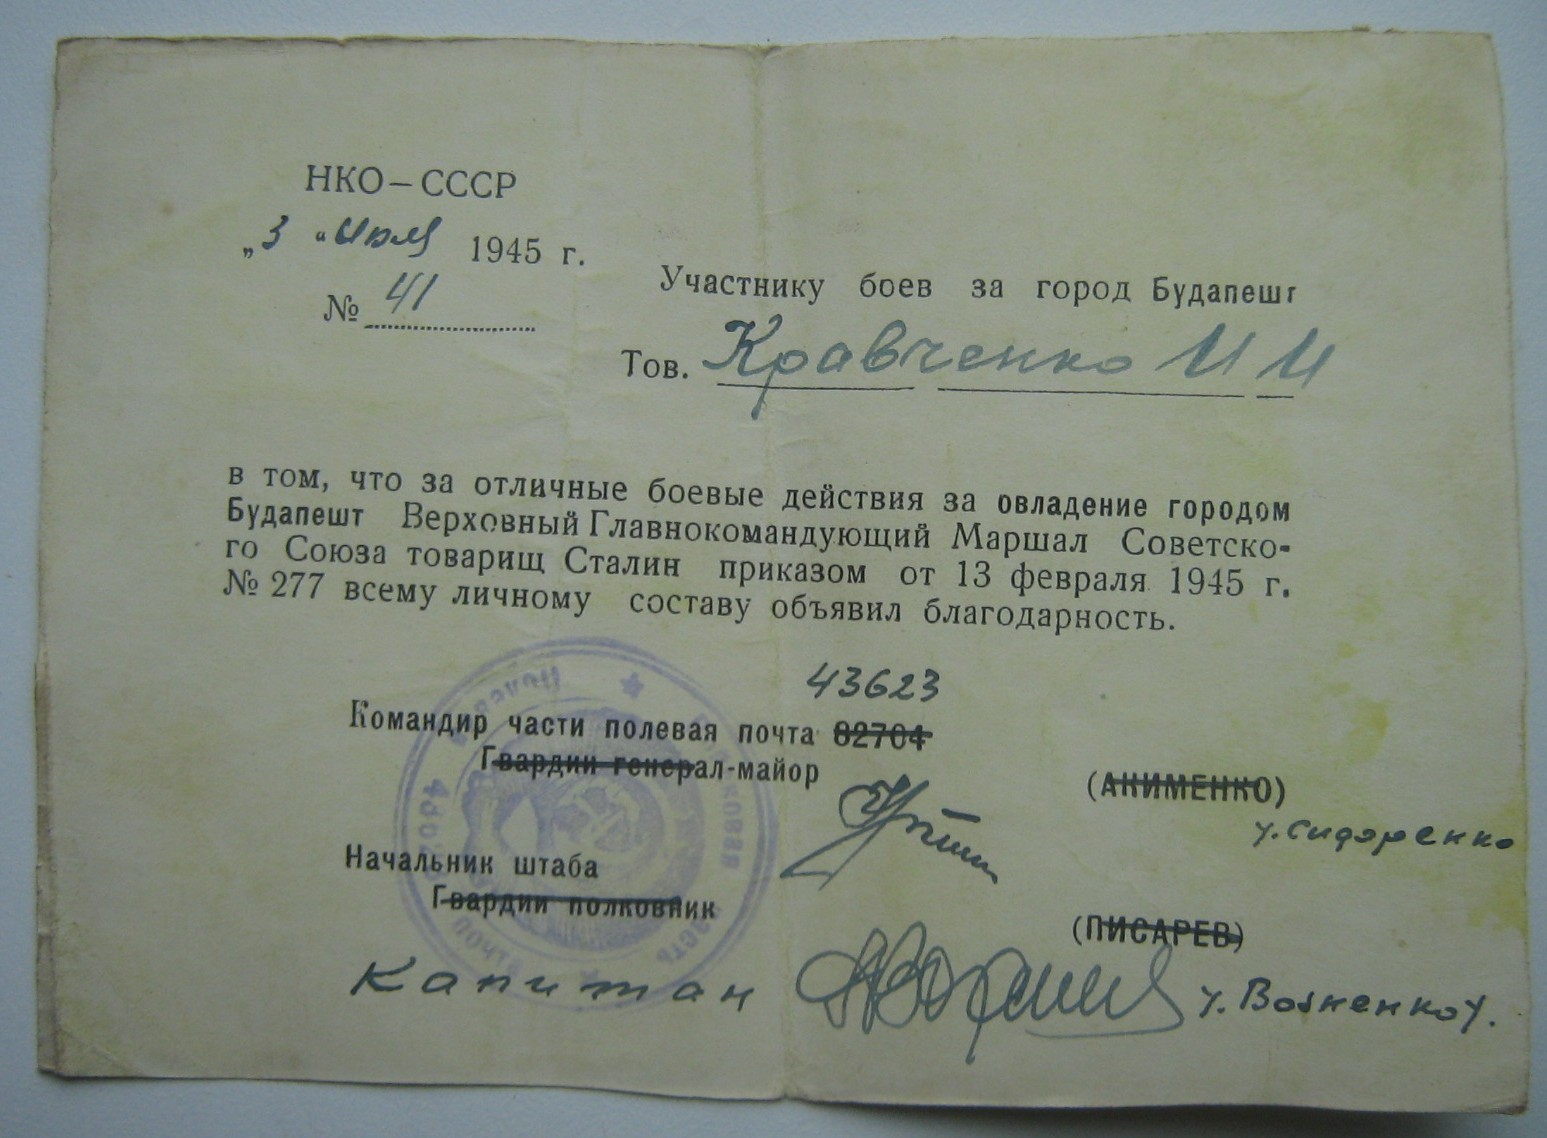 НКО – СССР
„3 “ июля 1945 г.
№ 41
Участнику боев за город Будапешт
Тов. Кравченко И И
в том, что за отличные боевые действия за овладение городом
Будапешт Верховный Главнокомандующий Маршал Советско-
го Союза товарищ Сталин приказом от 13 февраля 1945 г.
№ 277 всему личному составу объявил благодарность.
43623
Командир части полевая почта 82704
Гвардии генерал-майор
(АНИМЕНКО)
/. Сидоренко
Начальник штаба
Гвардии полковник
(ПИСАРЕВ)
Капитан